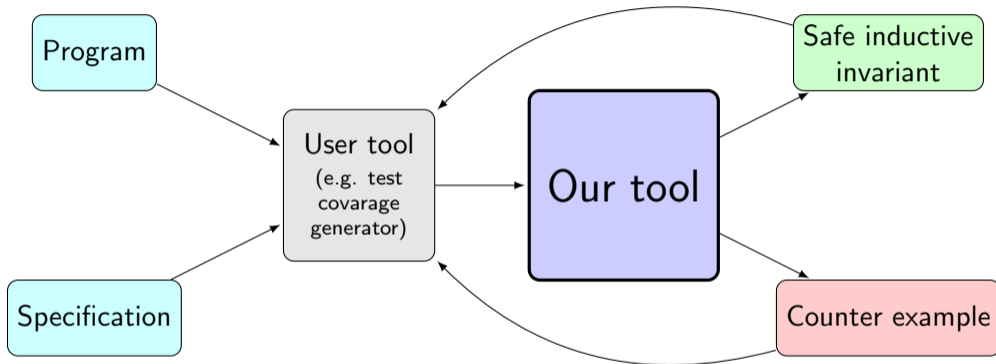 Program
Safe inductive
invariant
User tool
(e.g. test
covarage
generator)
Our tool
Specification
Counter example